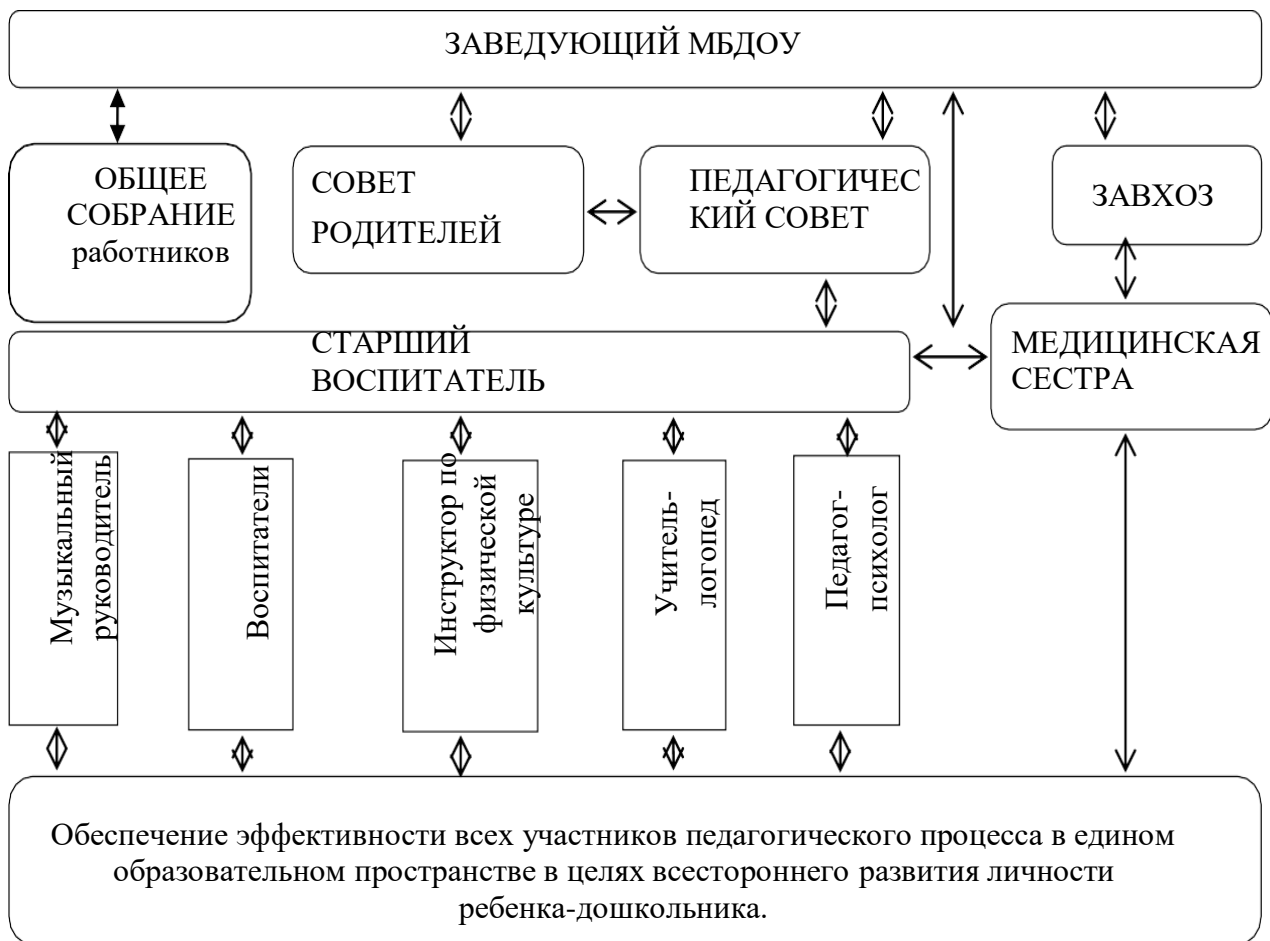 ЗАВЕДУЮЩИЙ МБДОУ
ОБЩЕЕ
СОБРАНИЕ
работников
СОВЕТ
РОДИТЕЛЕЙ
ПЕДАГОГИЧЕС
КИЙ СОВЕТ
ЗАВХОЗ
СТАРШИЙ
ВОСПИТАТЕЛЬ
МЕДИЦИНСКАЯ
СЕСТРА
Музыкальный
руководитель
Воспитатели
Инструктор по
физической
культуре
Учитель-
логопед
Педагог-
психолог
Обеспечение эффективности всех участников педагогического процесса в едином
образовательном пространстве в целях всестороннего развития личности
ребенка-дошкольника.